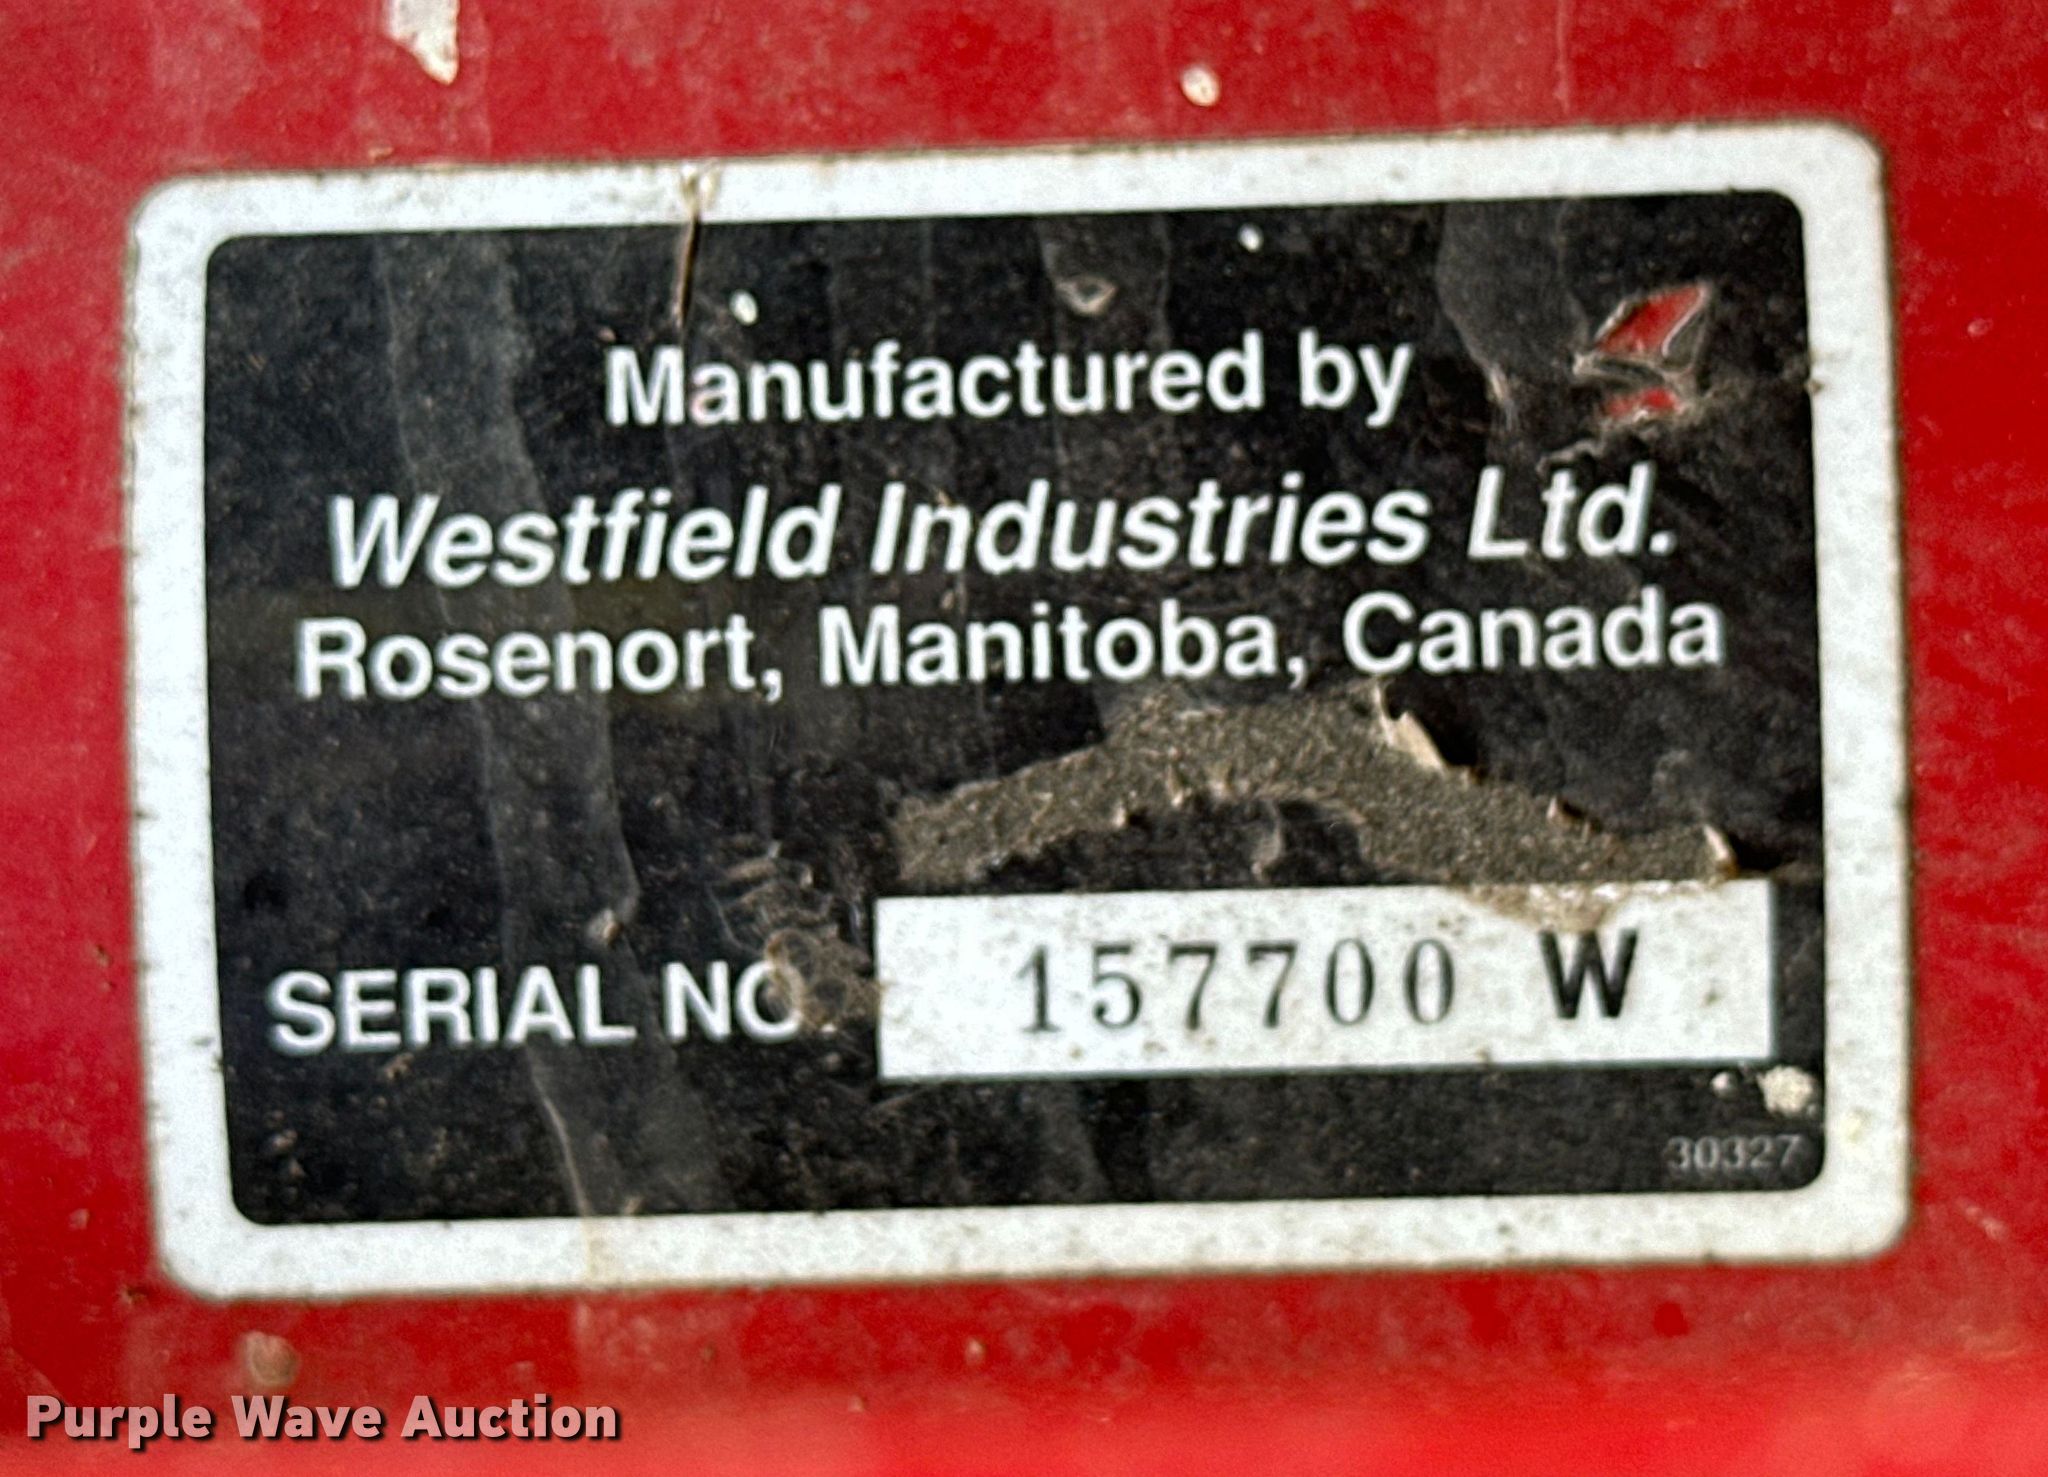 Manufactured by
Westfield Industries Ltd.
Rosenort, Manitoba, Canada
SERIAL NO
157700 W
30327
Purple Wave Auction